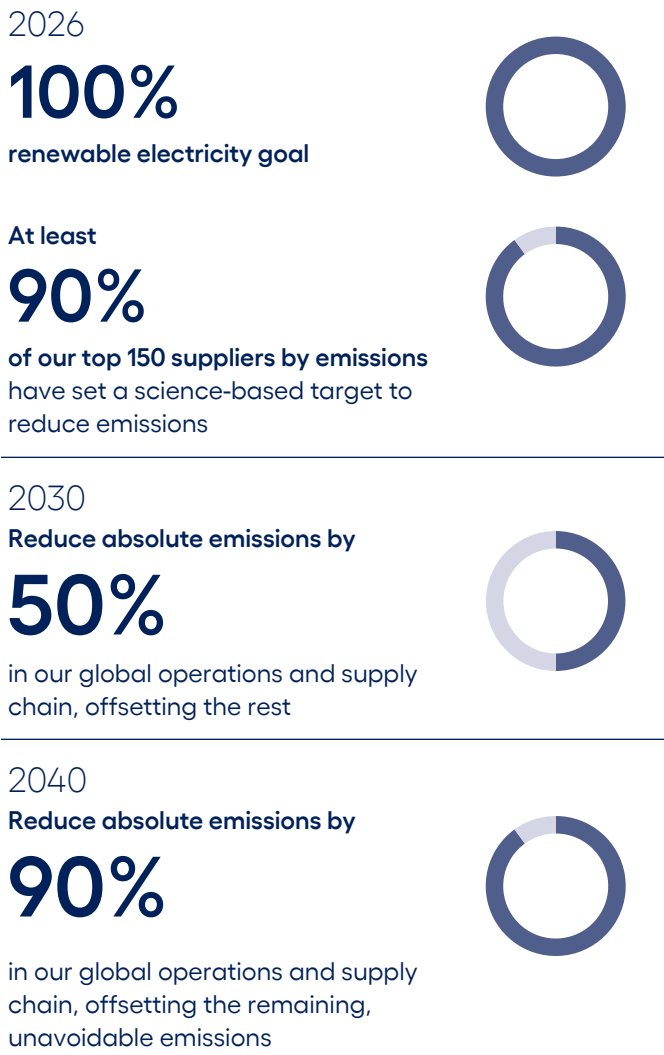 2026
100%
renewable electricity goal
At least
90%
of our top 150 suppliers by emissions
have set a science-based target to
reduce emissions
2030
Reduce absolute emissions by
50%
in our global operations and supply
chain, offsetting the rest
2040
Reduce absolute emissions by
90%
in our global operations and supply
chain, offsetting the remaining,
unavoidable emissions